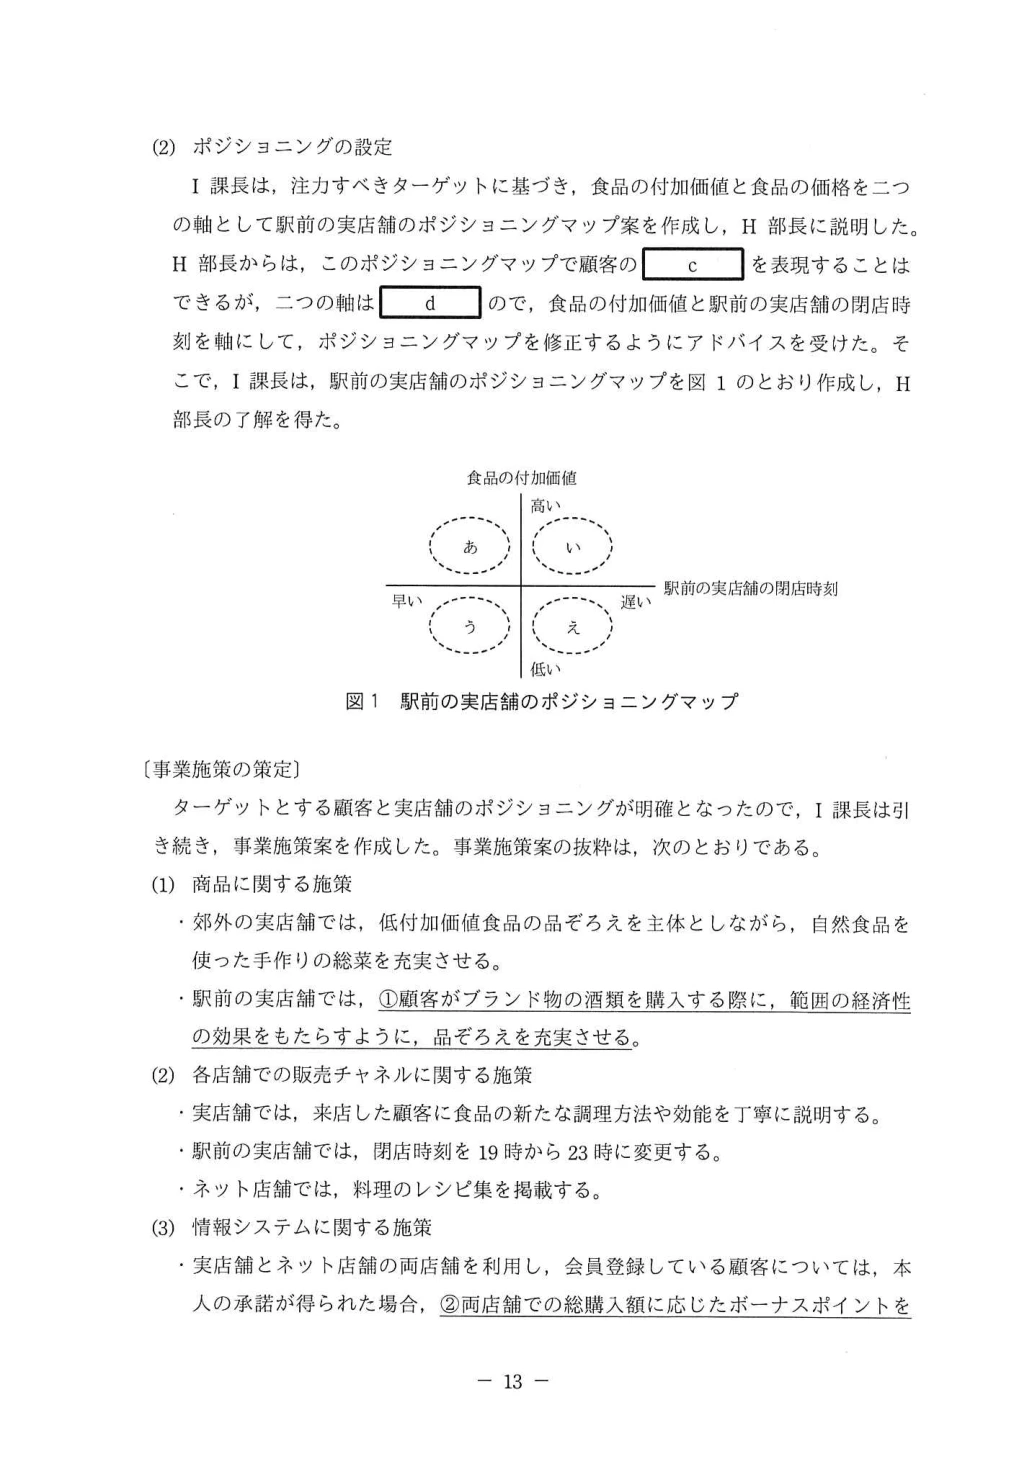 (2) ポジショニングの設定
I 課長は，注力すべきターゲットに基づき，食品の付加価値と食品の価格を二つ
の軸として駅前の実店舗のポジショニングマップ案を作成し，H 部長に説明した。
H 部長からは，このポジショニングマップで顧客の c を表現することは
できるが，二つの軸は d ので，食品の付加価値と駅前の実店舗の閉店時
刻を軸にして，ポジショニングマップを修正するようにアドバイスを受けた。そ
こで，I 課長は，駅前の実店舗のポジショニングマップを図 1 のとおり作成し，H
部長の了解を得た。
食品の付加価値
高い
あ い
駅前の実店舗の閉店時刻
早い 遅い
う え
低い
図 1 駅前の実店舗のポジショニングマップ
〔事業施策の策定〕
ターゲットとする顧客と実店舗のポジショニングが明確となったので，I 課長は引
き続き，事業施策案を作成した。事業施策案の抜粋は，次のとおりである。
(1) 商品に関する施策
・郊外の実店舗では，低付加価値食品の品ぞろえを主体としながら，自然食品を
使った手作りの総菜を充実させる。
・駅前の実店舗では，①顧客がブランド物の酒類を購入する際に，範囲の経済性
の効果をもたらすように，品ぞろえを充実させる。
(2) 各店舗での販売チャネルに関する施策
・実店舗では，来店した顧客に食品の新たな調理方法や効能を丁寧に説明する。
・駅前の実店舗では，閉店時刻を 19 時から 23 時に変更する。
・ネット店舗では，料理のレシピ集を掲載する。
(3) 情報システムに関する施策
・実店舗とネット店舗の両店舗を利用し，会員登録している顧客については，本
人の承諾が得られた場合，②両店舗での総購入額に応じたボーナスポイントを
－ 13 －